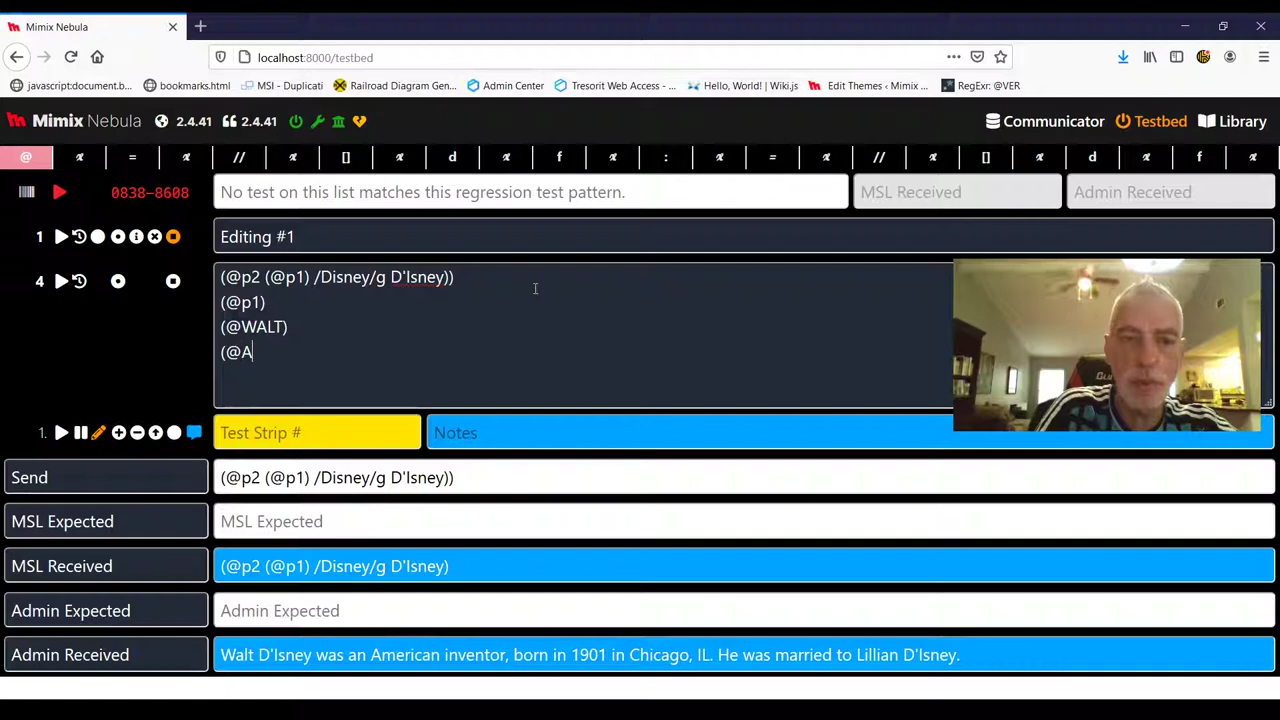 Mimix Nebula
localhost:8000/testbed
javascript:document.b... bookmarks.html MSI - Duplicati Railroad Diagram Gen... Admin Center Tresorit Web Access - ... Hello, World! | Wiki.js Edit Themes ‹ Mimix ... RegExr: @VER
Mimix Nebula 2.4.41 2.4.41 Communicator Testbed Library
@ = // [] d f : = // [] d f
0838-8608 No test on this list matches this regression test pattern. MSL Received Admin Received
1 Editing #1
4 (@p2 (@p1) /Disney/g D'Isney))
(@p1)
(@WALT)
(@A
1. Test Strip # Notes
Send (@p2 (@p1) /Disney/g D'Isney))
MSL Expected MSL Expected
MSL Received (@p2 (@p1) /Disney/g D'Isney)
Admin Expected Admin Expected
Admin Received Walt D'Isney was an American inventor, born in 1901 in Chicago, IL. He was married to Lillian D'Isney.